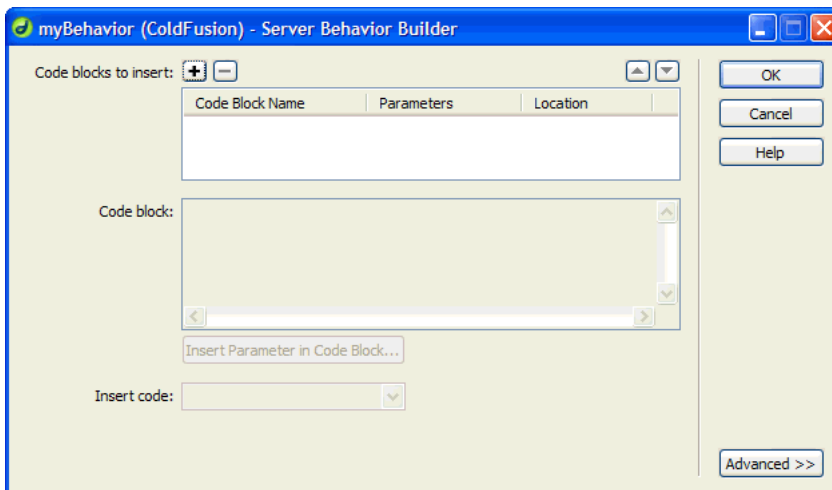 myBehavior (ColdFusion) - Server Behavior Builder
Code blocks to insert:
Code Block Name Parameters Location
OK
Cancel
Help
Code block:
Insert Parameter in Code Block...
Insert code:
Advanced >>